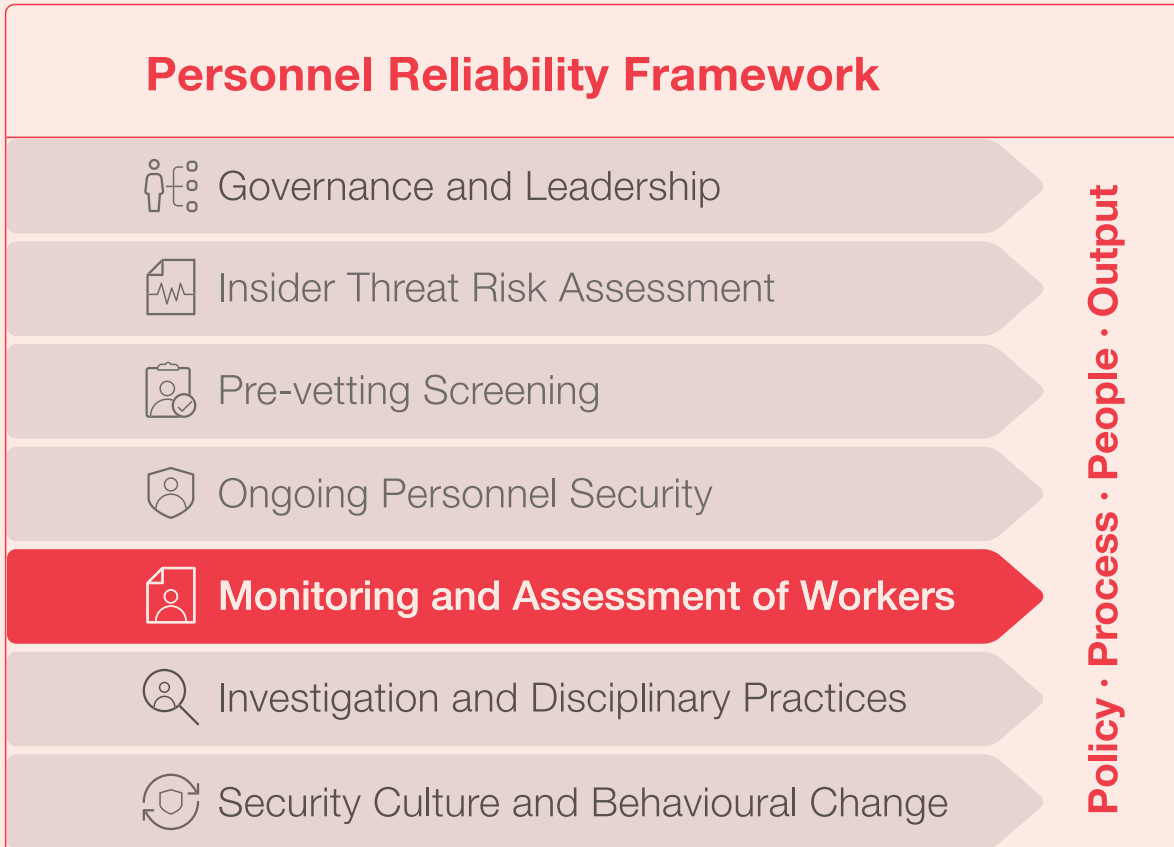 Personnel Reliability Framework
Governance and Leadership
Insider Threat Risk Assessment
Pre-vetting Screening
Ongoing Personnel Security
Monitoring and Assessment of Workers
Investigation and Disciplinary Practices
Security Culture and Behavioural Change
Policy · Process · People · Output